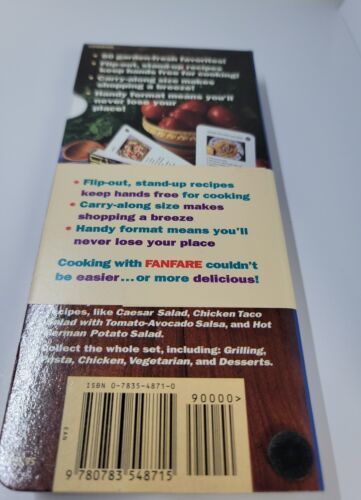 • 50 garden-fresh favorites!
• Flip-out, stand-up recipes
keep hands free for cooking!
• Carry-along size makes
shopping a breeze!
• Handy format means you'll
never lose your
place!
• Flip-out, stand-up recipes
keep hands free for cooking
• Carry-along size makes
shopping a breeze
• Handy format means you'll
never lose your place
Cooking with FANFARE couldn't
be easier...or more delicious!
recipes, like Caesar Salad, Chicken Taco
Salad with Tomato-Avocado Salsa, and Hot
German Potato Salad.
Collect the whole set, including: Grilling,
Pasta, Chicken, Vegetarian, and Desserts.
ISBN 0-7835-4871-0
90000>
EAN
9 780783 548715